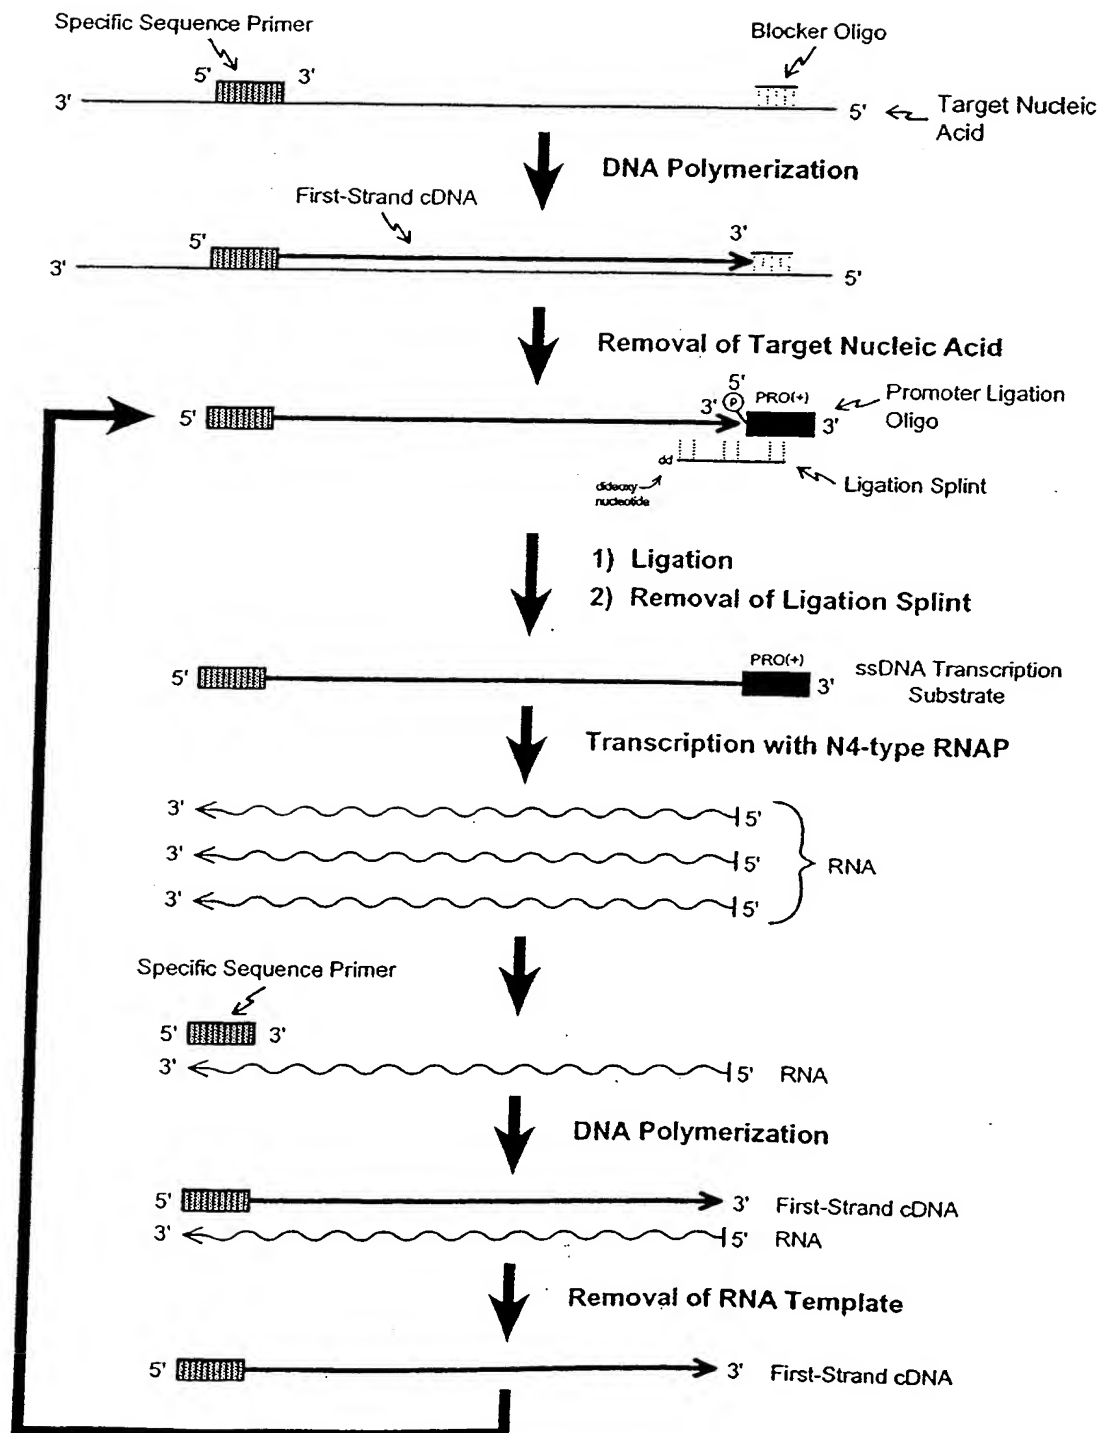 Specific Sequence Primer
Blocker Oligo
5' 3'
3' 5'
Target Nucleic
Acid
DNA Polymerization
First-Strand cDNA
5' 3'
3' 5'
Removal of Target Nucleic Acid
5' 3' 5' P PRO(+) 3'
Promoter Ligation
Oligo
dd
dideoxy
nucleotide
Ligation Splint
1) Ligation
2) Removal of Ligation Splint
5' PRO(+) 3'
ssDNA Transcription
Substrate
Transcription with N4-type RNAP
3' 5'
3' 5'
3' 5'
RNA
Specific Sequence Primer
5' 3'
3' 5' RNA
DNA Polymerization
5' 3' First-Strand cDNA
3' 5' RNA
Removal of RNA Template
5' 3' First-Strand cDNA